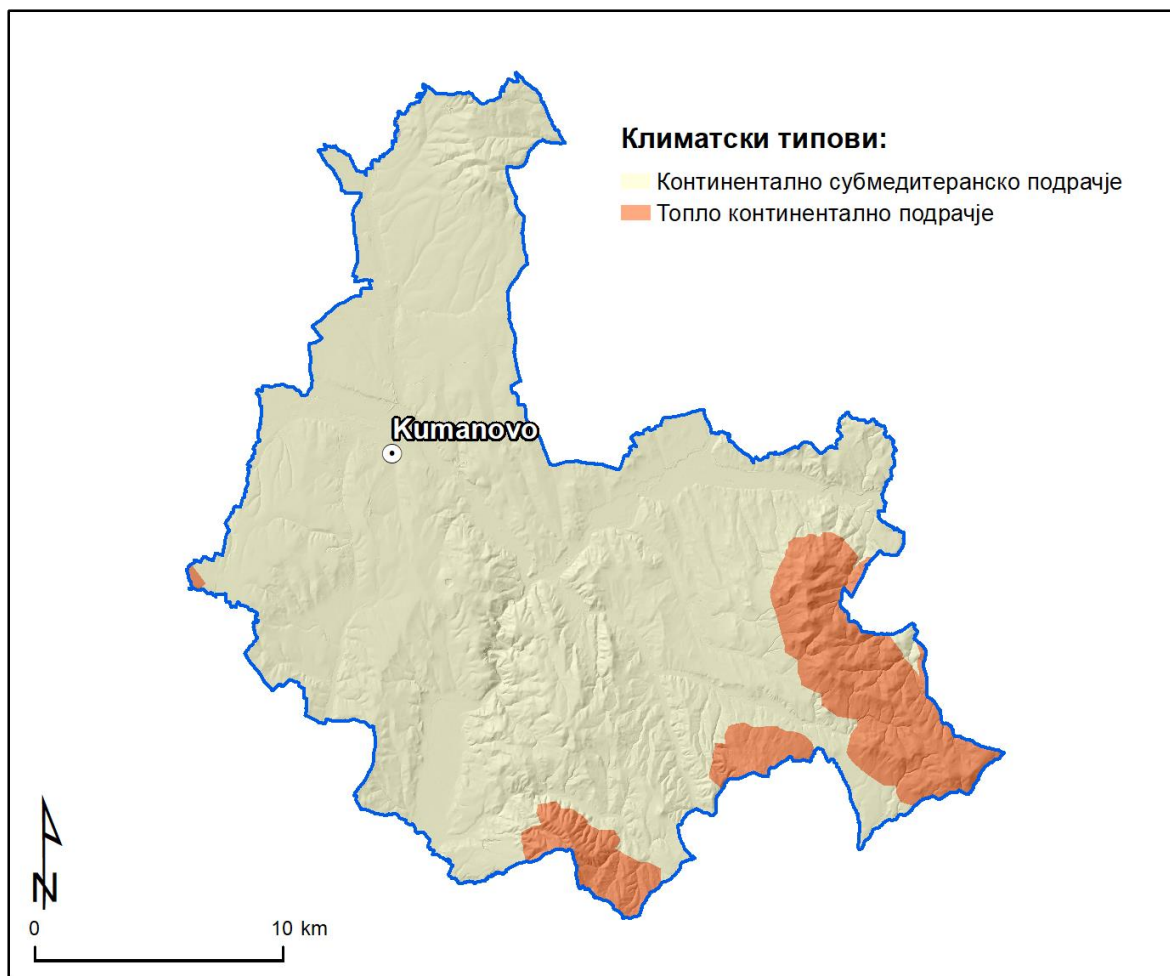 Климатски типови:
Континентално субмедитеранско подрачје
Топло континентално подрачје
Kumanovo
N
0 10 km